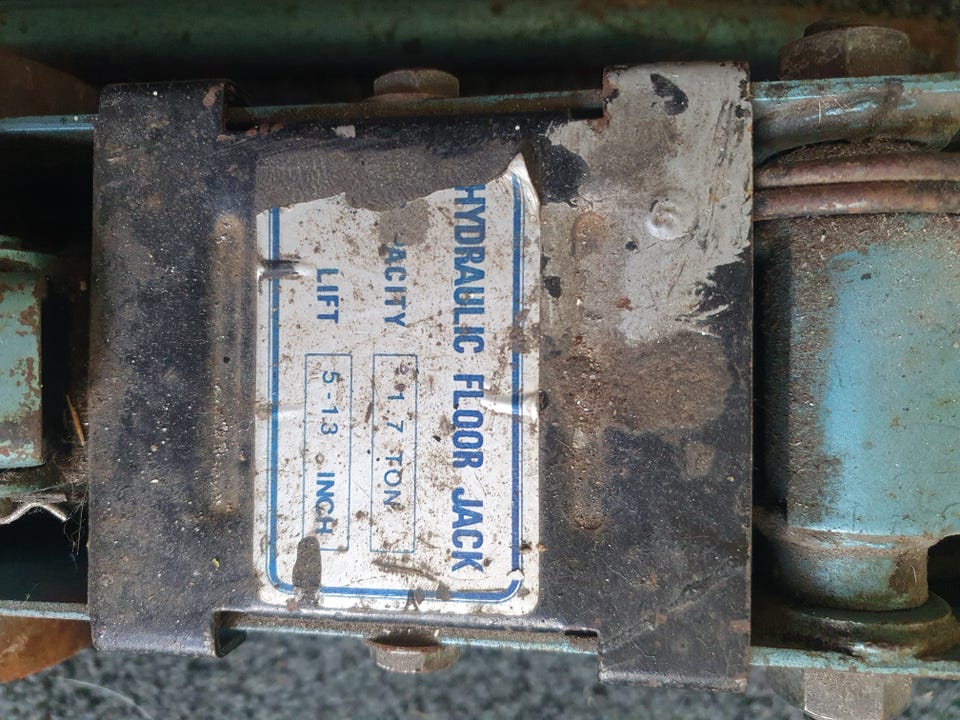 HYDRAULIC FLOOR JACK
ACITY 1.7 TON
LIFT 5-13 INCH